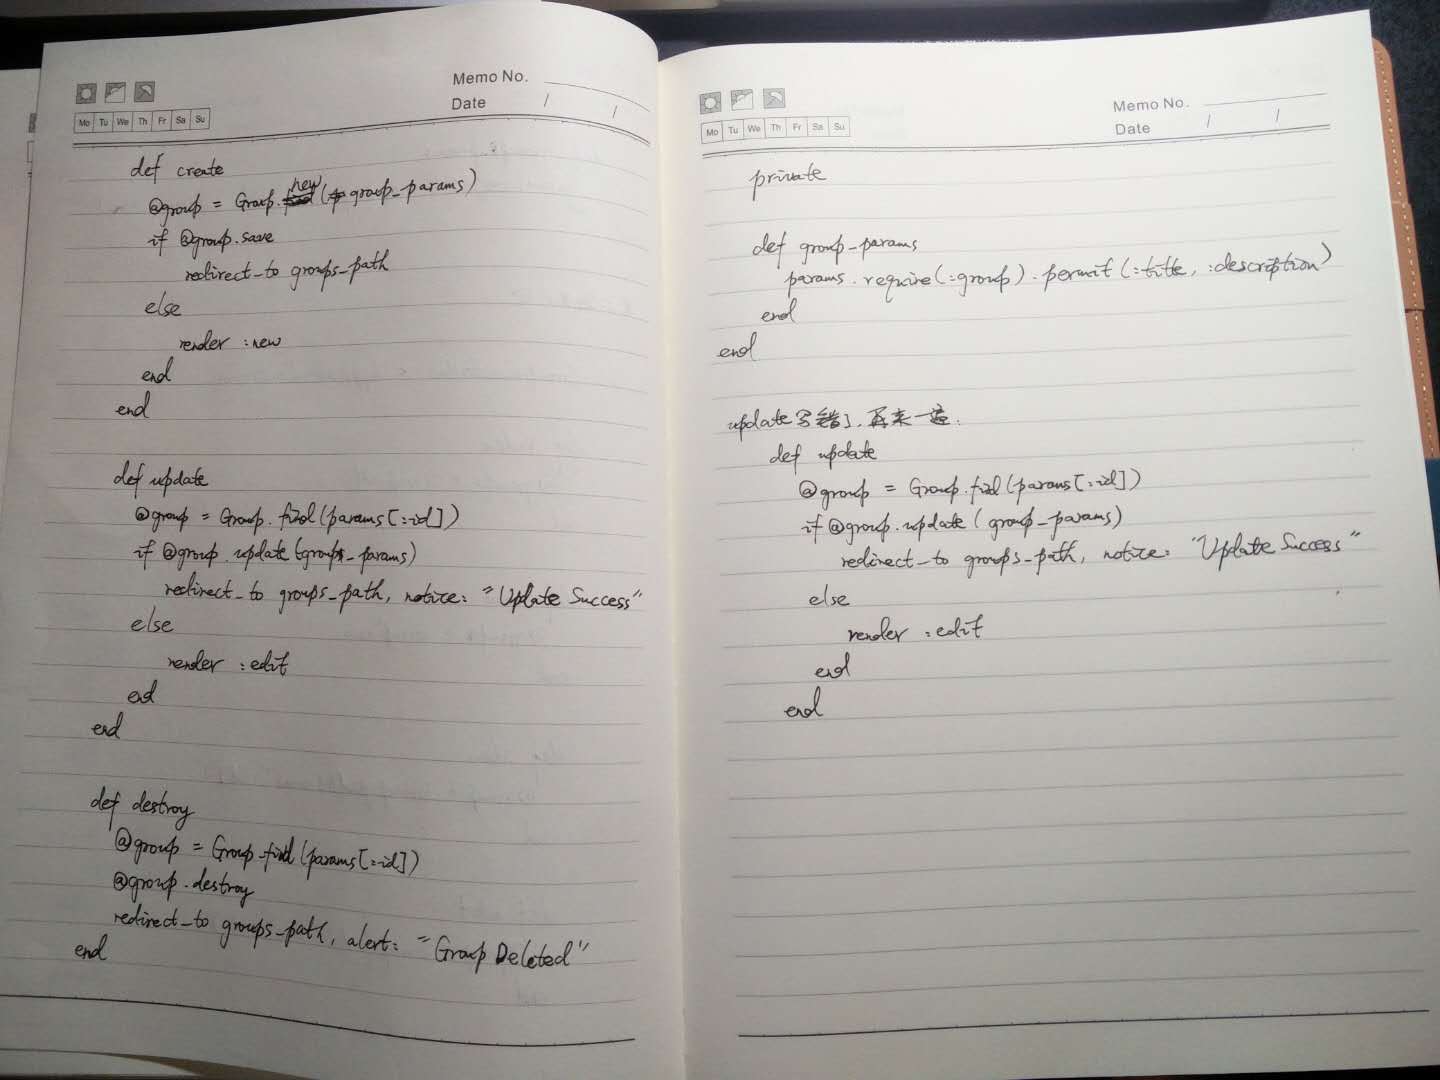 Memo No.
Date / /
Mo Tu We Th Fr Sa Su
def create
@group = Group.new(group_params)
if @group.save
redirect_to groups_path
else
render :new
end
end
def update
@group = Group.find(params[:id])
if @group.update(group_params)
redirect_to groups_path, notice: "Update Success"
else
render :edit
end
end
def destroy
@group = Group.find(params[:id])
@group.destroy
redirect_to groups_path, alert: "Group Deleted"
end
Memo No.
Date / /
Mo Tu We Th Fr Sa Su
private
def group_params
params.require(:group).permit(:title, :description)
end
end
update写错了,再来一遍.
def update
@group = Group.find(params[:id])
if @group.update(group_params)
redirect_to groups_path, notice: "Update Success"
else
render :edit
end
end